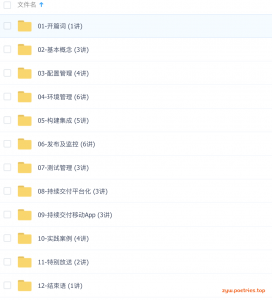 文件名 ↑
01-开篇词 (1讲)
02-基本概念 (3讲)
03-配置管理 (4讲)
04-环境管理 (6讲)
05-构建集成 (5讲)
06-发布及监控 (6讲)
07-测试管理 (3讲)
08-持续交付平台化 (3讲)
09-持续交付移动App (3讲)
10-实践案例 (4讲)
11-特别放送 (2讲)
12-结束语 (1讲)
zyw.poetries.top